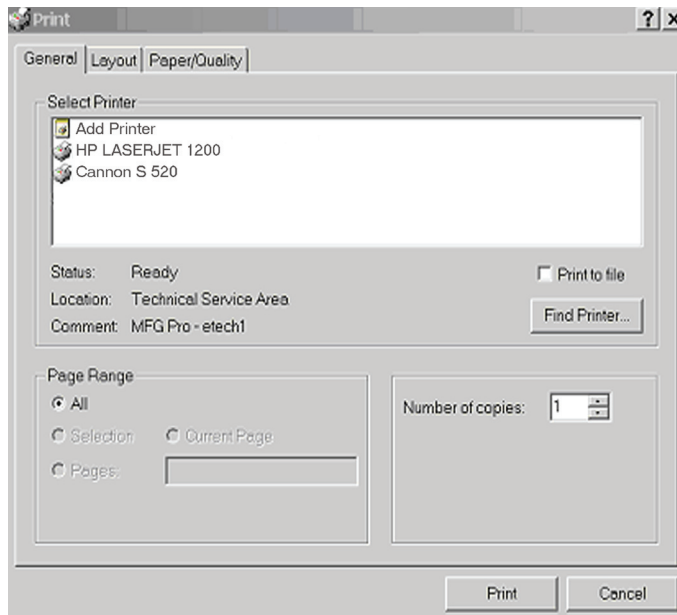 Print
? x
General Layout Paper/Quality
Select Printer
Add Printer
HP LASERJET 1200
Cannon S 520
Status: Ready
Location: Technical Service Area
Comment: MFG Pro - etech1
Print to file
Find Printer...
Page Range
All
Selection Current Page
Pages:
Number of copies: 1
Print Cancel